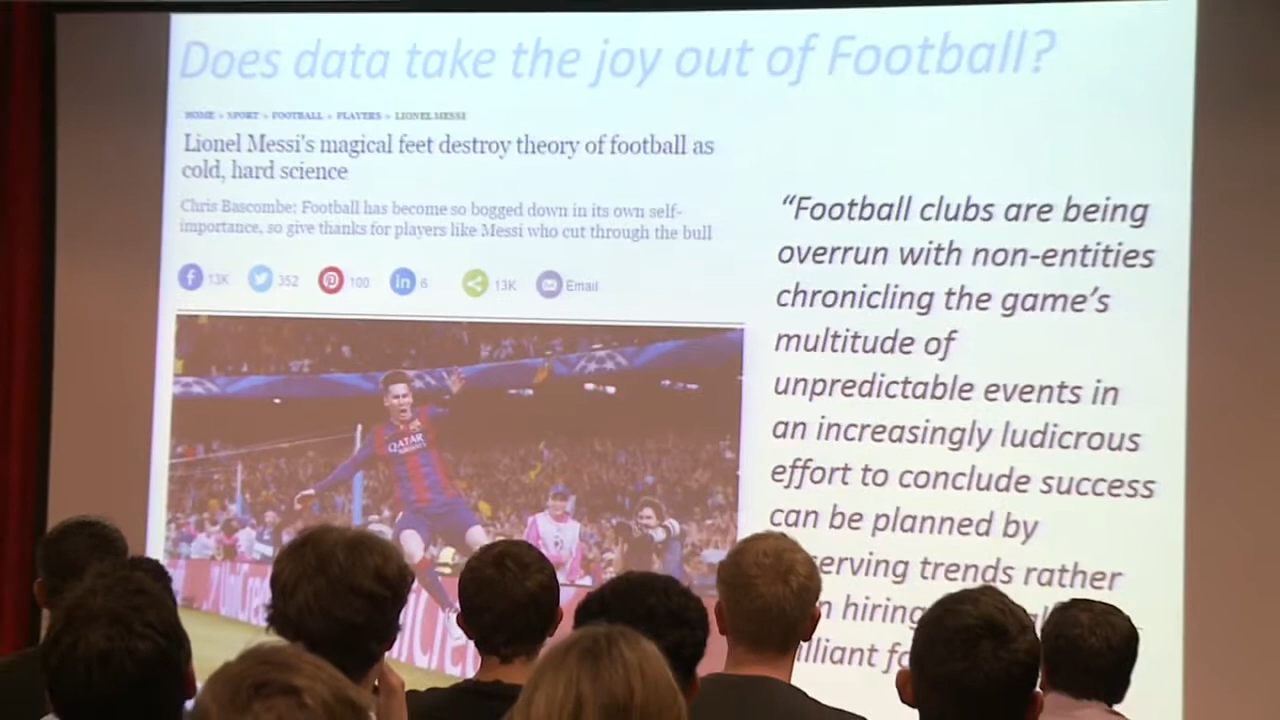 Does data take the joy out of Football?
HOME » SPORT » FOOTBALL » PLAYERS » LIONEL MESSI
Lionel Messi's magical feet destroy theory of football as
cold, hard science
Chris Bascombe: Football has become so bogged down in its own self-
importance, so give thanks for players like Messi who cut through the bull
13K
352
100
in 6
13K
Email
QATAR
AIRWAYS
“Football clubs are being
overrun with non-entities
chronicling the game’s
multitude of
unpredictable events in
an increasingly ludicrous
effort to conclude success
can be planned by
trends rather
hiring